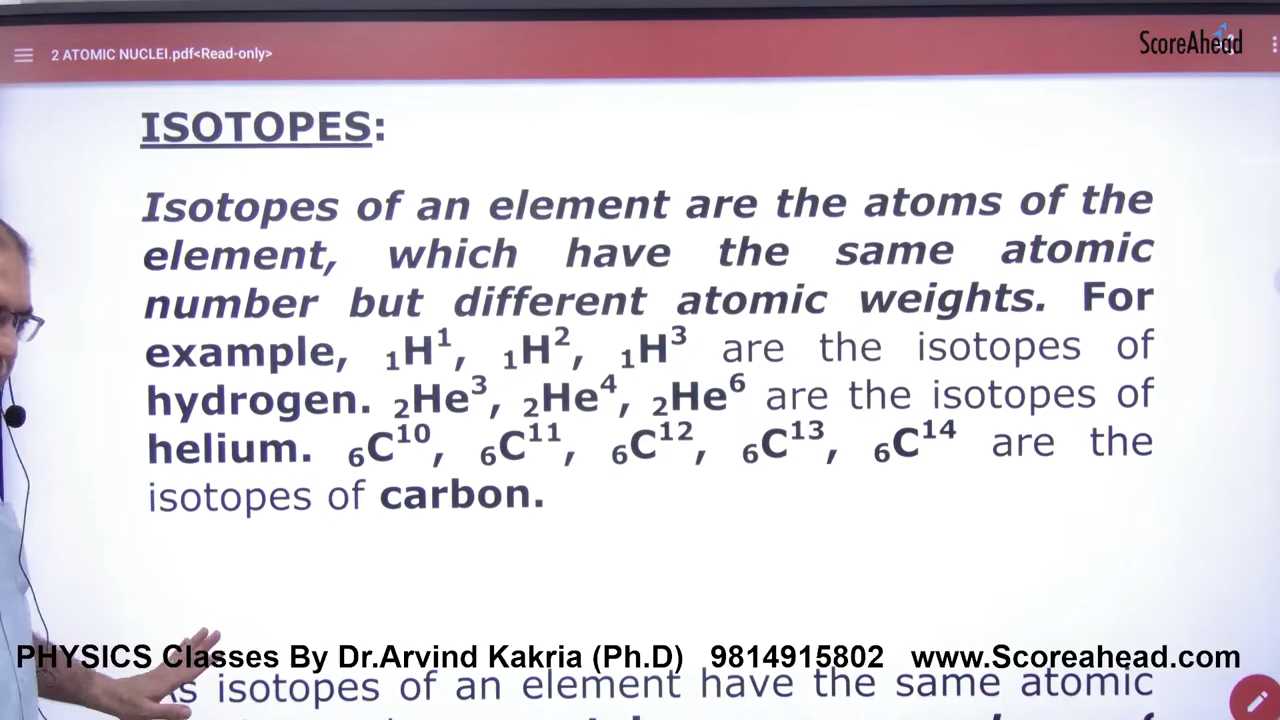 2 ATOMIC NUCLEI.pdf<Read-only>
ScoreAhead
ISOTOPES:
Isotopes of an element are the atoms of the
element, which have the same atomic
number but different atomic weights. For
example, ₁H¹, ₁H², ₁H³ are the isotopes of
hydrogen. ₂He³, ₂He⁴, ₂He⁶ are the isotopes of
helium. ₆C¹⁰, ₆C¹¹, ₆C¹², ₆C¹³, ₆C¹⁴ are the
isotopes of carbon.
PHYSICS Classes By Dr.Arvind Kakria (Ph.D) 9814915802 www.Scoreahead.com
isotopes of an element have the same atomic